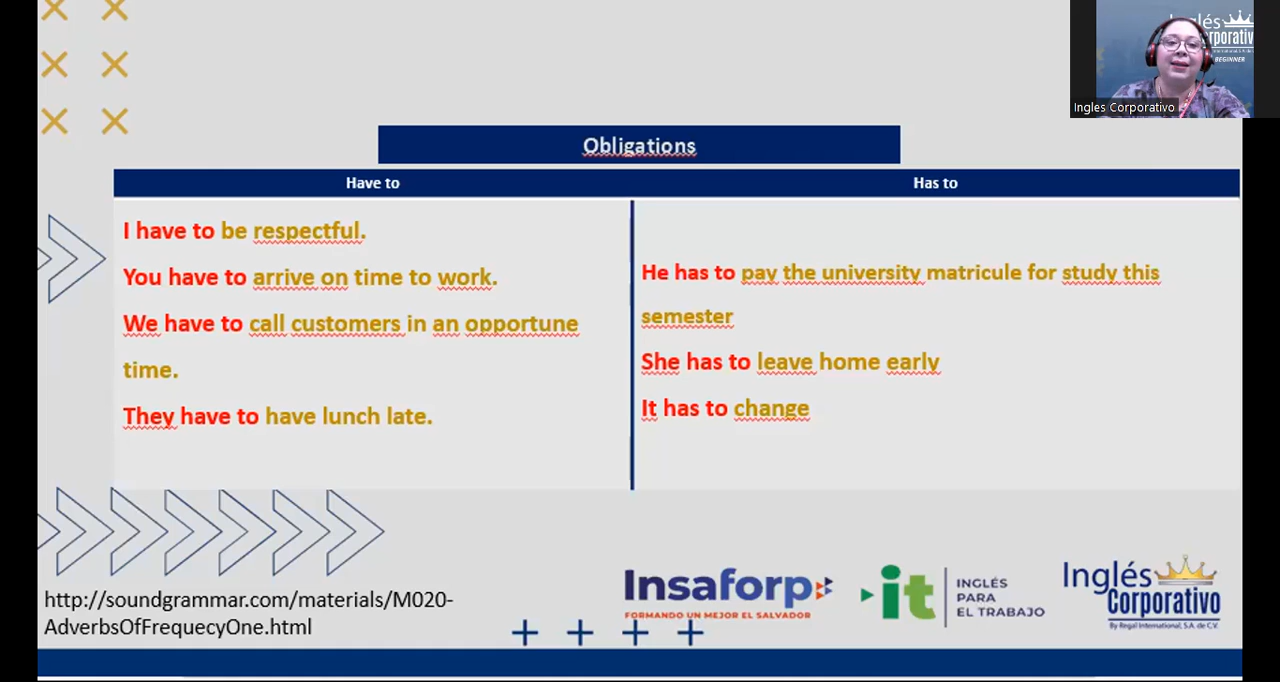 Inglés
Corporativ
BEGINNER
Ingles Corporativo
Obligations
Have to
Has to
I have to be respectful.
You have to arrive on time to work.
We have to call customers in an opportune
time.
They have to have lunch late.
He has to pay the university matricule for study this
semester
She has to leave home early
It has to change
http://soundgrammar.com/materials/M020-
AdverbsOfFrequecyOne.html
Insaforp
FORMANDO UN MEJOR EL SALVADOR
it
INGLÉS
PARA
EL TRABAJO
Inglés
Corporativo
By Regal International, S.A. de C.V.